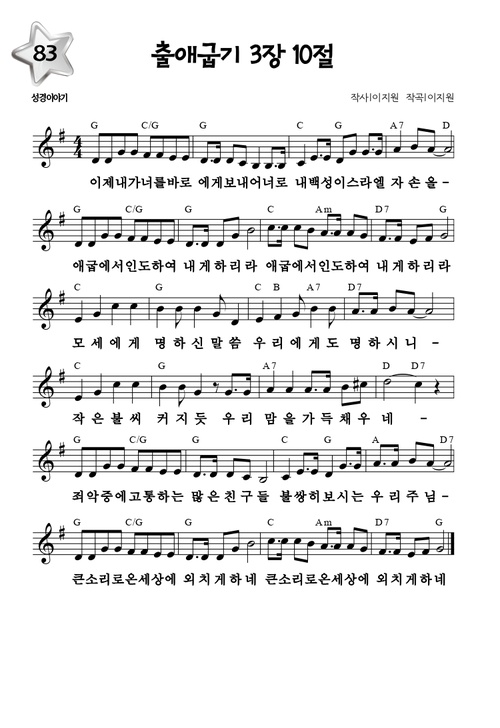 83
출애굽기 3장 10절
성경이야기
작사|이지원 작곡|이지원
G C/G G C G A7 D
이제내가너를바로 에게보내어너로 내백성이스라엘 자손을-
G C/G G C Am D7 G
애굽에서인도하여 내게하리라 애굽에서인도하여 내게하리라
C G C B A7 D7
모세에게 명하신말씀 우리에게도 명하시니-
C G A7 D D7
작은불씨 커지듯 우리 맘을가득채우네-
G C/G G C G A D7
죄악중에고통하는 많은친구들 불쌍히보시는우리주님-
G C/G G C Am D7 G
큰소리로온세상에 외치게하네 큰소리로온세상에 외치게하네